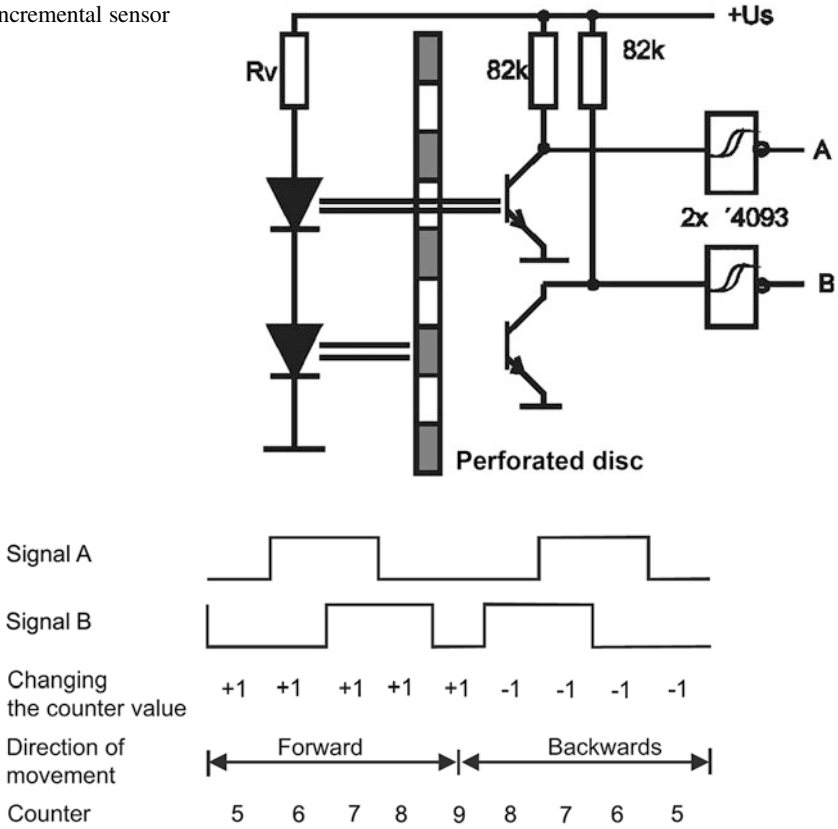 ncremental sensor
+Us
Rv
82k
82k
A
2x ´4093
B
Perforated disc
Signal A
Signal B
Changing
the counter value
+1 +1 +1 +1 +1 -1 -1 -1 -1
Direction of
movement
Forward
Backwards
Counter
5 6 7 8 9 8 7 6 5